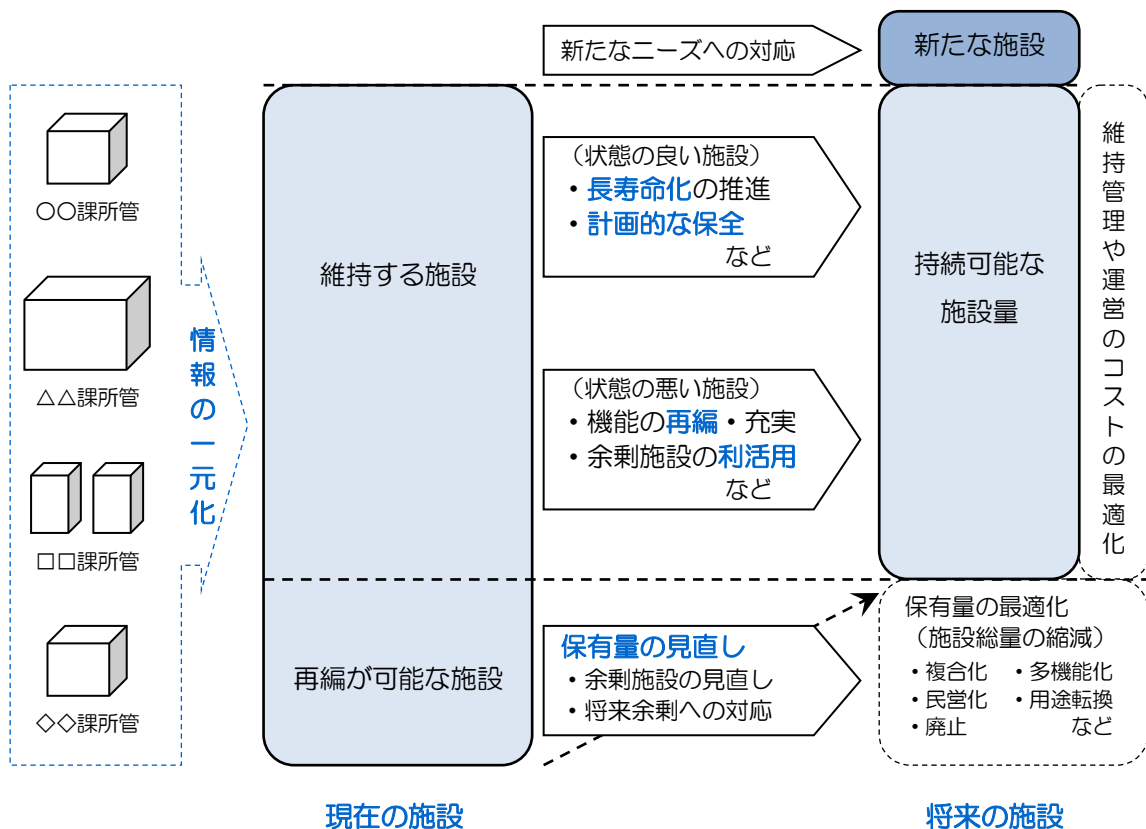 ○○課所管
△△課所管
□□課所管
◇◇課所管
情報の一元化
維持する施設
再編が可能な施設
現在の施設
新たなニーズへの対応
(状態の良い施設)
・長寿命化の推進
・計画的な保全
など
(状態の悪い施設)
・機能の再編・充実
・余剰施設の利活用
など
保有量の見直し
・余剰施設の見直し
・将来余剰への対応
新たな施設
持続可能な
施設量
維持管理や運営のコストの最適化
保有量の最適化
(施設総量の縮減)
・複合化 ・多機能化
・民営化 ・用途転換
・廃止 など
将来の施設